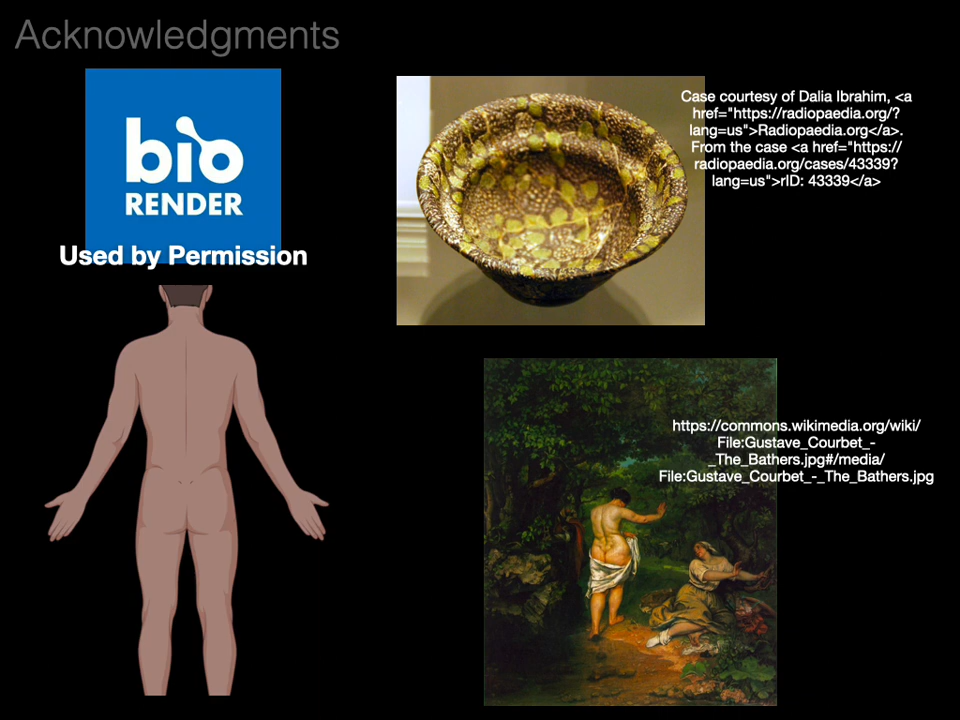 Acknowledgments
bio
RENDER
Used by Permission
Case courtesy of Dalia Ibrahim, <a
href="https://radiopaedia.org/?
lang=us">Radiopaedia.org</a>.
From the case <a href="https://
radiopaedia.org/cases/43339?
lang=us">rID: 43339</a>
https://commons.wikimedia.org/wiki/
File:Gustave_Courbet_-
_The_Bathers.jpg#/media/
File:Gustave_Courbet_-_The_Bathers.jpg